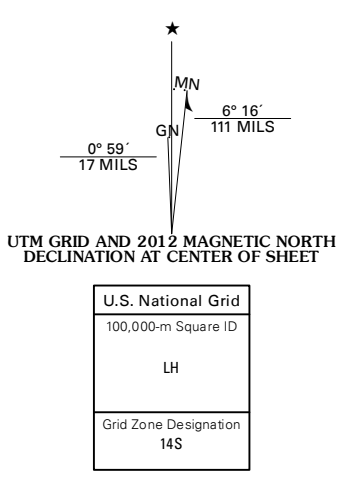 ★
MN
6° 16´
111 MILS
GN
0° 59´
17 MILS
UTM GRID AND 2012 MAGNETIC NORTH
DECLINATION AT CENTER OF SHEET
U.S. National Grid
100,000-m Square ID
LH
Grid Zone Designation
14S